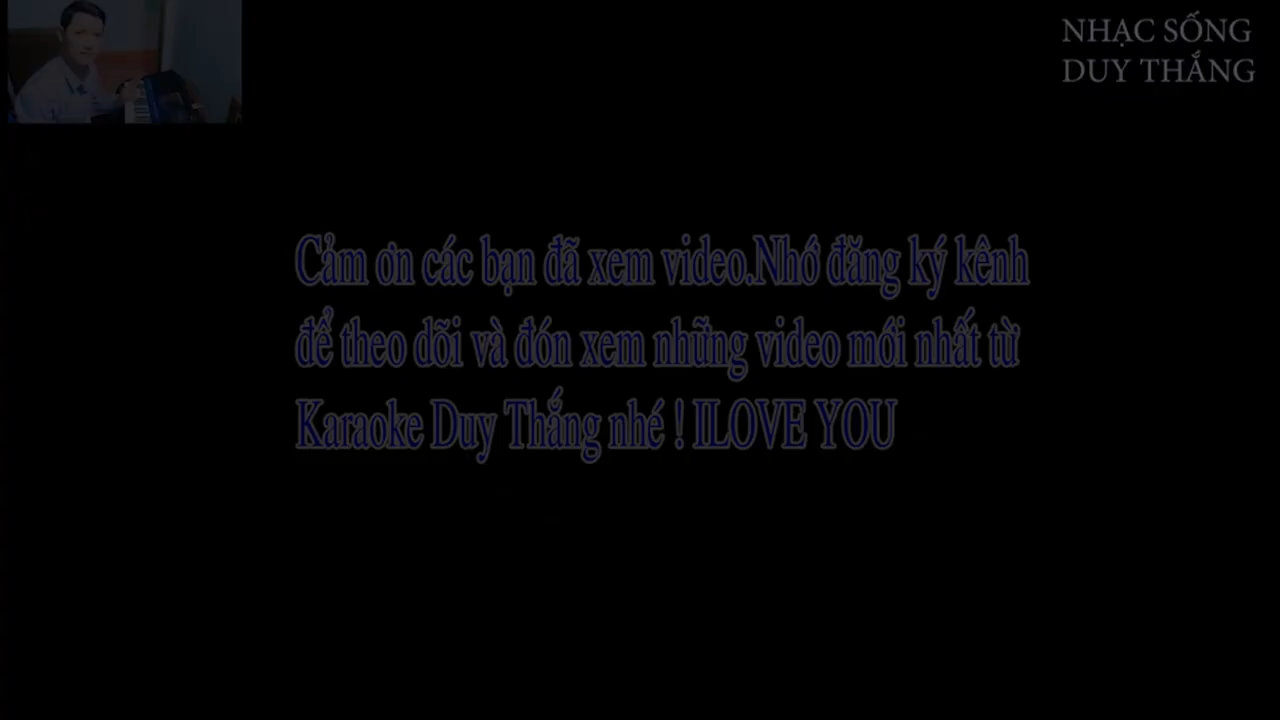 NHẠC SỐNG
DUY THẮNG
Cảm ơn các bạn đã xem video.Nhớ đăng ký kênh
để theo dõi và đón xem những video mới nhất từ
Karaoke Duy Thắng nhé ! ILOVE YOU